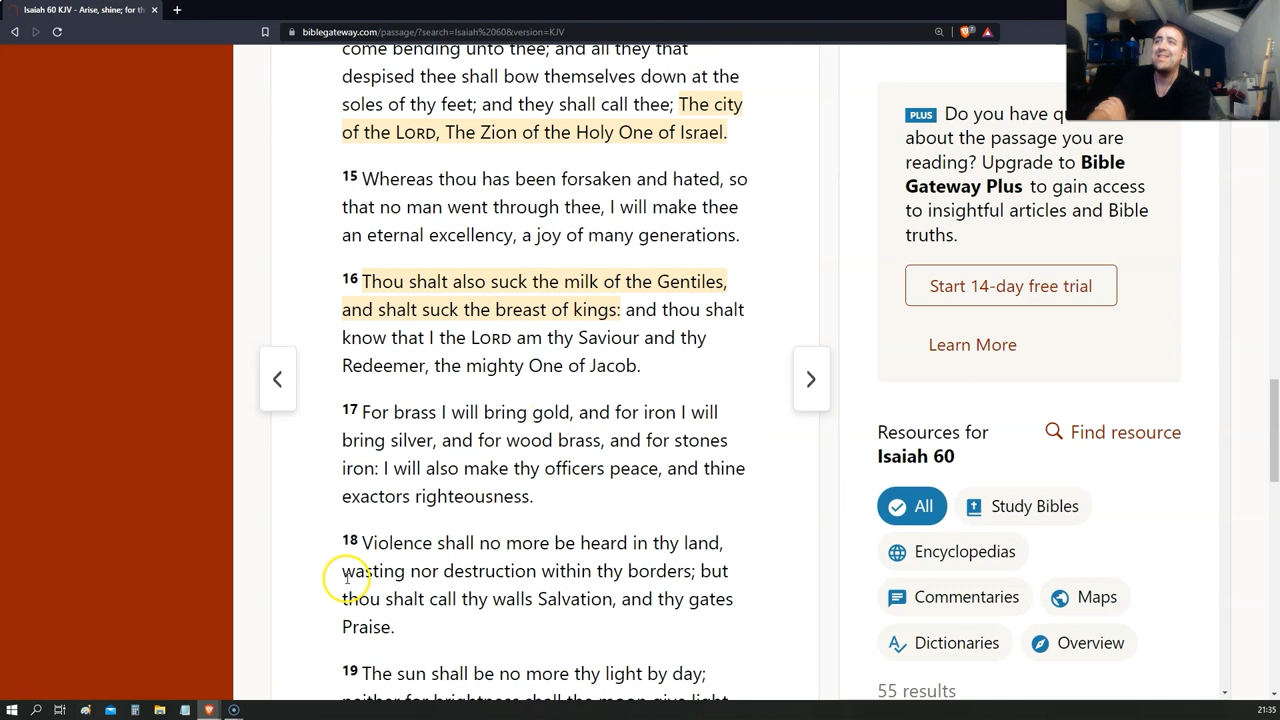 Isaiah 60 KJV - Arise, shine; for th
biblegateway.com/passage/?search=Isaiah%2060&version=KJV
come bending unto thee; and all they that
despised thee shall bow themselves down at the
soles of thy feet; and they shall call thee; The city
of the LORD, The Zion of the Holy One of Israel.
15 Whereas thou has been forsaken and hated, so
that no man went through thee, I will make thee
an eternal excellency, a joy of many generations.
16 Thou shalt also suck the milk of the Gentiles,
and shalt suck the breast of kings: and thou shalt
know that I the LORD am thy Saviour and thy
Redeemer, the mighty One of Jacob.
17 For brass I will bring gold, and for iron I will
bring silver, and for wood brass, and for stones
iron: I will also make thy officers peace, and thine
exactors righteousness.
18 Violence shall no more be heard in thy land,
wasting nor destruction within thy borders; but
thou shalt call thy walls Salvation, and thy gates
Praise.
19 The sun shall be no more thy light by day;
neither for brightness shall the moon give light
PLUS Do you have qu
about the passage you are
reading? Upgrade to Bible
Gateway Plus to gain access
to insightful articles and Bible
truths.
Start 14-day free trial
Learn More
Resources for
Isaiah 60
Find resource
All
Study Bibles
Encyclopedias
Commentaries
Maps
Dictionaries
Overview
55 results
21:35